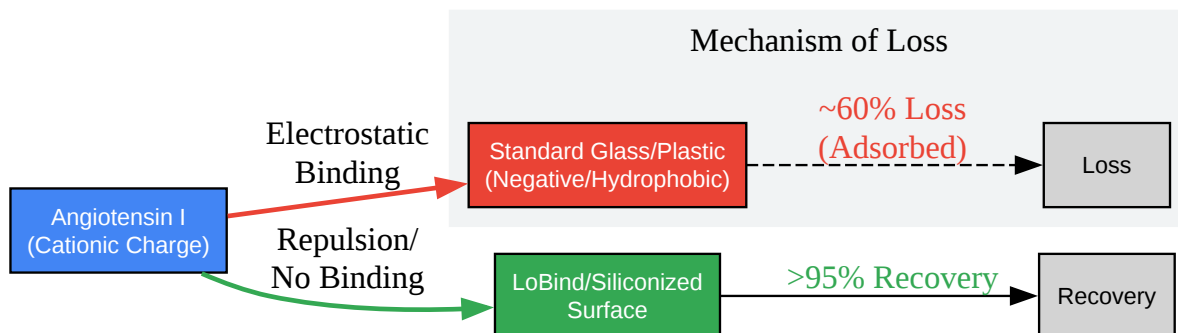 Mechanism of Loss
Electrostatic
Binding
Standard Glass/Plastic
(Negative/Hydrophobic)
~60% Loss
(Adsorbed)
Loss
Angiotensin I
(Cationic Charge)
Repulsion/
No Binding
LoBind/Siliconized
Surface
>95% Recovery
Recovery